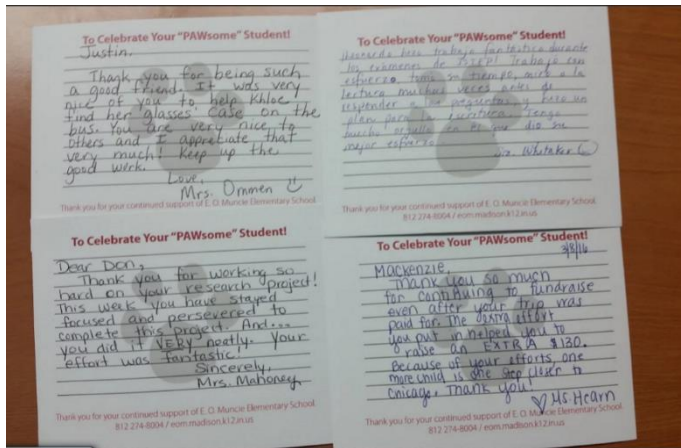 To Celebrate Your "PAWsome" Student!
Justin,
Thank you for being such
a good friend. It was very
nice of you to help Khloe
find her glasses' case on the
bus. You are very nice to
others and I appreciate that
very much! Keep up the
good work.
Love,
Mrs. Ommen
Thank you for your continued support of E. O. Muncie Elementary School.
812 274-8004 / eom.madison.k12.in.us
To Celebrate Your "PAWsome" Student!
trabajo fantastico durante
los exámenes de ISTEP! Trabajó con
esfuerzo, tomó su tiempo, miró a la
lectura muchas veces antes de
responder a las preguntas, y hizo un
plan para la escritura. Tengo
mucho orgullo en él me dio su
mejor esfuerzo.
Sra. Whitaker
Thank you for your continued support of E. O. Muncie Elementary School.
812 274-8004 / eom.madison.k12.in.us
To Celebrate Your "PAWsome" Student!
Dear Don,
Thank you for working so
hard on your research project!
This week you have stayed
focused and persevered to
complete this project. And...
you did it VERY neatly. Your
effort was fantastic!
Sincerely,
Mrs. Mahoney
Thank you for your continued support of E. O. Muncie Elementary School.
812 274-8004 / eom.madison.k12.in.us
To Celebrate Your "PAWsome" Student!
3/8/16
Mackenzie,
Thank you so much
for continuing to fundraise
even after your trip was
paid for. The extra effort
you put in helped you to
raise an EXTRA $130.
Because of your efforts, one
more child is one step closer to
Chicago. Thank you!
Ms. Hearn
Thank you for your continued support of E. O. Muncie Elementary School.
812 274-8004 / eom.madison.k12.in.us